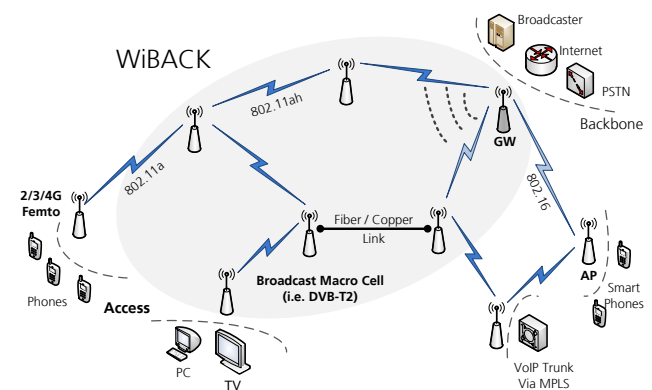 Broadcaster
WiBACK
Internet
802.11ah
PSTN
Backbone
GW
802.11a
802.16
2/3/4G
Femto
Fiber / Copper
Link
AP
Broadcast Macro Cell
(i.e. DVB-T2)
Smart
Phones
Phones
Access
PC
TV
VoIP Trunk
Via MPLS